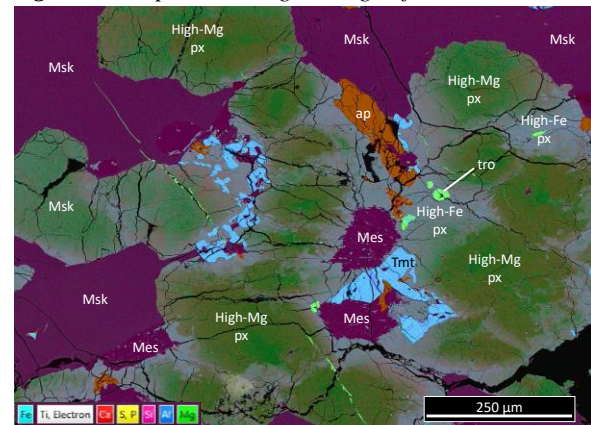 High-Mg
px
Msk
Msk
Msk
High-Mg
px
ap
High-Fe
px
tro
Msk
High-Fe
px
Mes
Tmt
High-Mg
px
Msk
High-Mg
px
Mes
Mes
Fe Ti, Electron Ca S, P Si Al Mg
250 µm